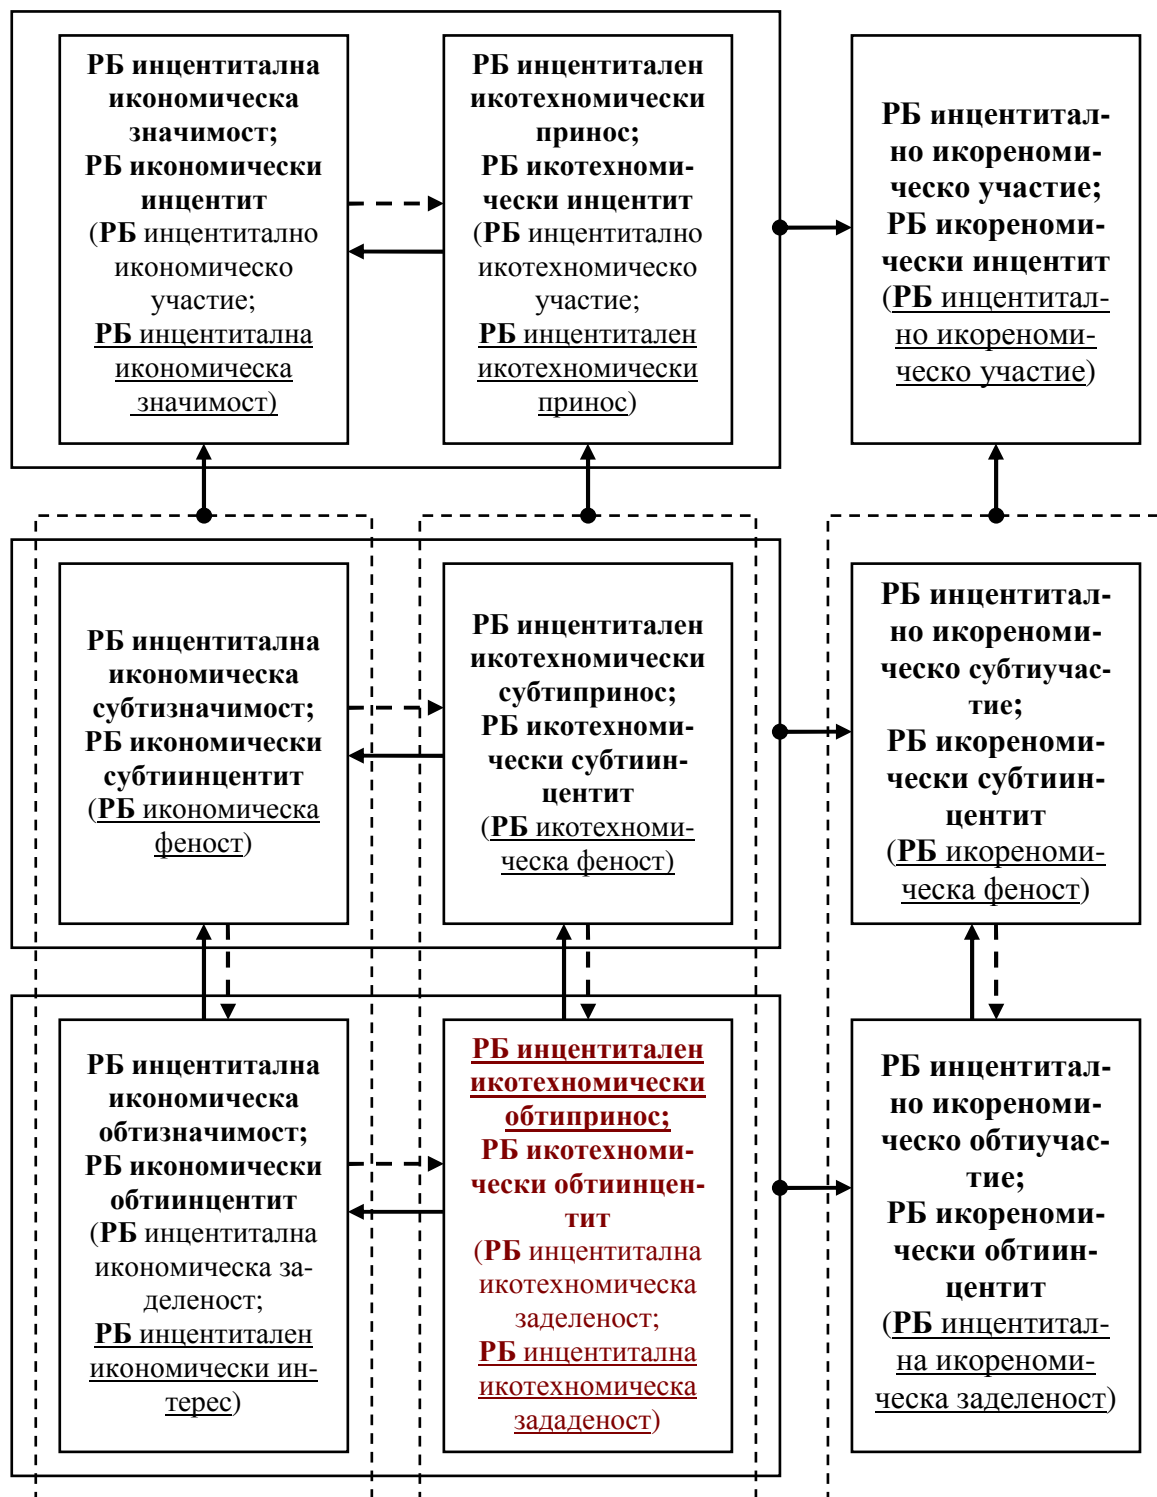 РБ инцентитална
икономическа
значимост;
РБ икономически
инцентит
(РБ инцентитално
икономическо
участие;
РБ инцентитална
икономическа
значимост)
РБ инцентитален
икотехномически
принос;
РБ икотехноми-
чески инцентит
(РБ инцентитално
икотехномическо
участие;
РБ инцентитален
икотехномически
принос)
РБ инцентитал-
но икореноми-
ческо участие;
РБ икореноми-
чески инцентит
(РБ инцентитал-
но икореноми-
ческо участие)
РБ инцентитална
икономическа
субтизначимост;
РБ икономически
субтиинцентит
(РБ икономическа
феност)
РБ инцентитален
икотехномически
субтипринос;
РБ икотехноми-
чески субтиин-
центит
(РБ икотехноми-
ческа феност)
РБ инцентитал-
но икореноми-
ческо субтиучас-
тие;
РБ икореноми-
чески субтиин-
центит
(РБ икореноми-
ческа феност)
РБ инцентитална
икономическа
обтизначимост;
РБ икономически
обтиинцентит
(РБ инцентитална
икономическа за-
деленост;
РБ инцентитален
икономически ин-
терес)
РБ инцентитален
икотехномически
обтипринос;
РБ икотехноми-
чески обтиинцен-
тит
(РБ инцентитална
икотехномическа
заделеност;
РБ инцентитална
икотехномическа
зададеност)
РБ инцентитал-
но икореноми-
ческо обтиучас-
тие;
РБ икореноми-
чески обтиин-
центит
(РБ инцентитал-
на икореноми-
ческа заделеност)